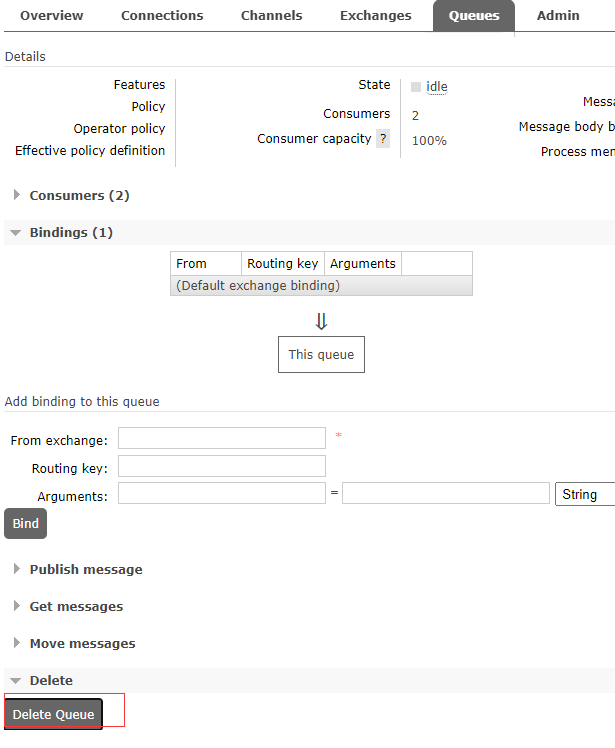 Overview Connections Channels Exchanges Queues Admin
Details
Features
Policy
Operator policy
Effective policy definition
State idle
Consumers 2
Consumer capacity ? 100%
Message body b
Consumers (2)
Bindings (1)
From Routing key Arguments
(Default exchange binding)
⇓
This queue
Add binding to this queue
From exchange: *
Routing key:
Arguments: = String
Bind
Publish message
Get messages
Move messages
Delete
Delete Queue